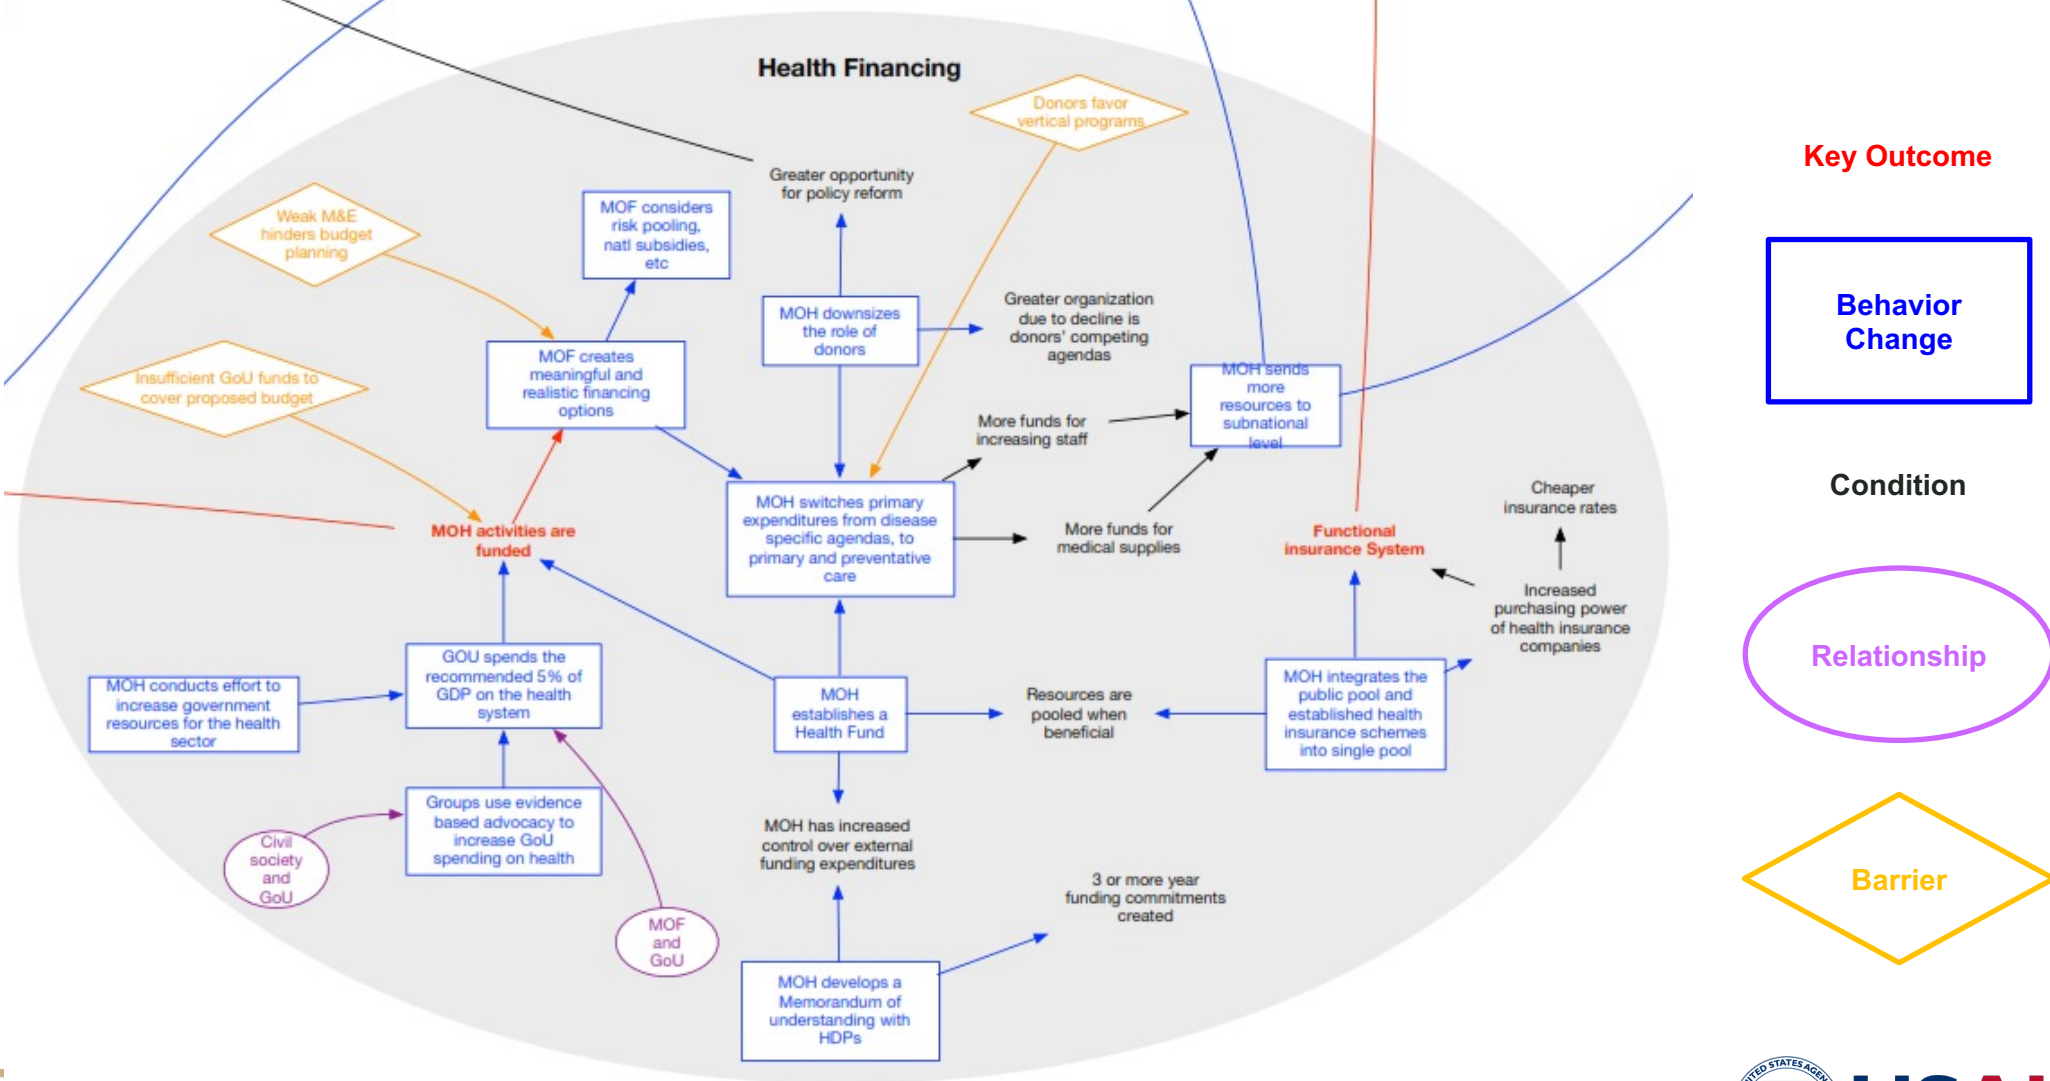 Health Financing
Donors favor
vertical programs
Key Outcome
Greater opportunity
for policy reform
MOF considers
risk pooling,
natl subsidies,
etc
Weak M&E
hinders budget
planning
Behavior
Change
MOH downsizes
the role of
donors
Greater organization
due to decline is
donors' competing
agendas
MOF creates
meaningful and
realistic financing
options
Insufficient GoU funds to
cover proposed budget
MOH sends
more
resources to
subnational
level
More funds for
increasing staff
Condition
Cheaper
insurance rates
MOH switches primary
expenditures from disease
specific agendas, to
primary and preventative
care
MOH activities are
funded
More funds for
medical supplies
Functional
insurance System
Increased
purchasing power
of health insurance
companies
Relationship
GOU spends the
recommended 5% of
GDP on the health
system
MOH conducts effort to
increase government
resources for the health
sector
MOH
establishes a
Health Fund
Resources are
pooled when
beneficial
MOH integrates the
public pool and
established health
insurance schemes
into single pool
Groups use evidence
based advocacy to
increase GoU
spending on health
Civil
society
and
GoU
MOH has increased
control over external
funding expenditures
3 or more year
funding commitments
created
Barrier
MOF
and
GoU
MOH develops a
Memorandum of
understanding with
HDPs